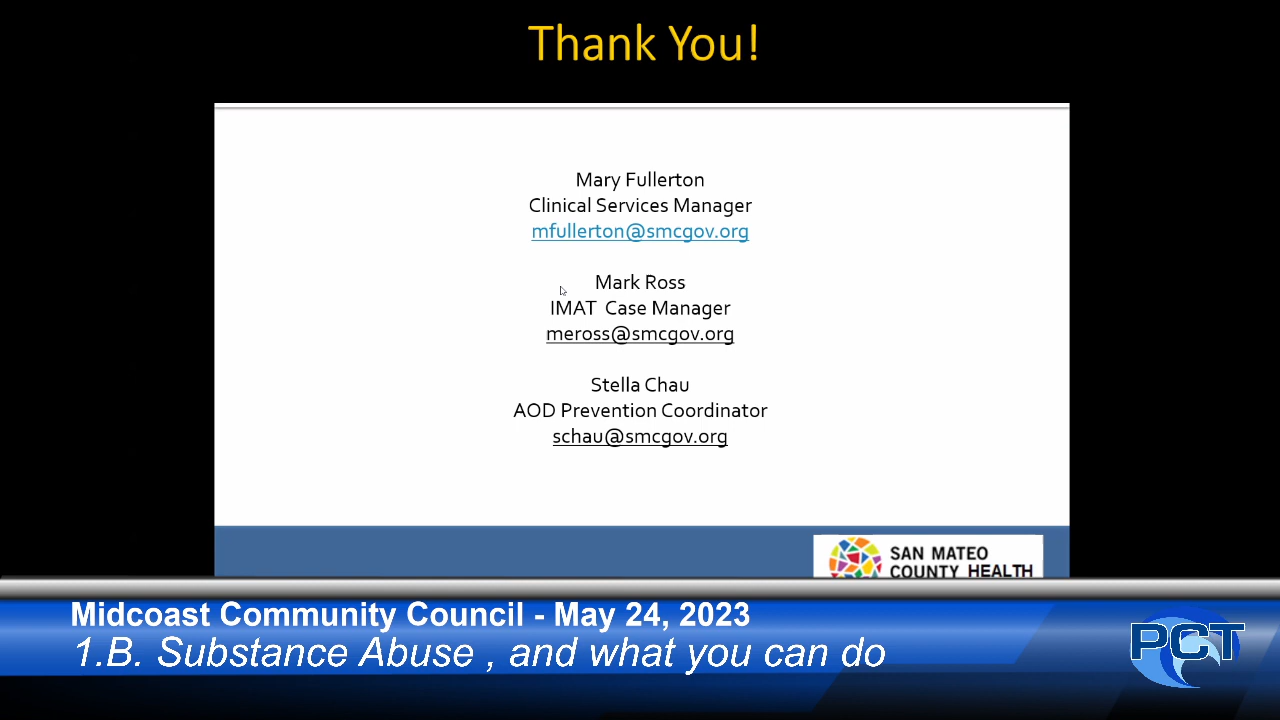 Thank You!
Mary Fullerton
Clinical Services Manager
mfullerton@smcgov.org
Mark Ross
IMAT Case Manager
meross@smcgov.org
Stella Chau
AOD Prevention Coordinator
schau@smcgov.org
SAN MATEO
COUNTY HEALTH
Midcoast Community Council - May 24, 2023
1.B. Substance Abuse , and what you can do
PCT